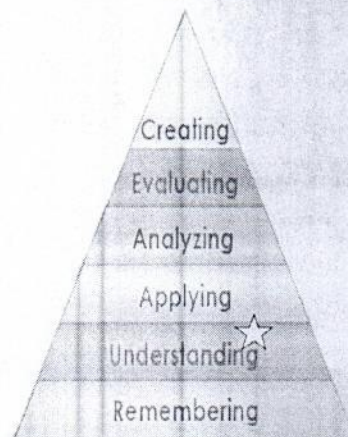 Creating
Evaluating
Analyzing
Applying
Understanding
Remembering